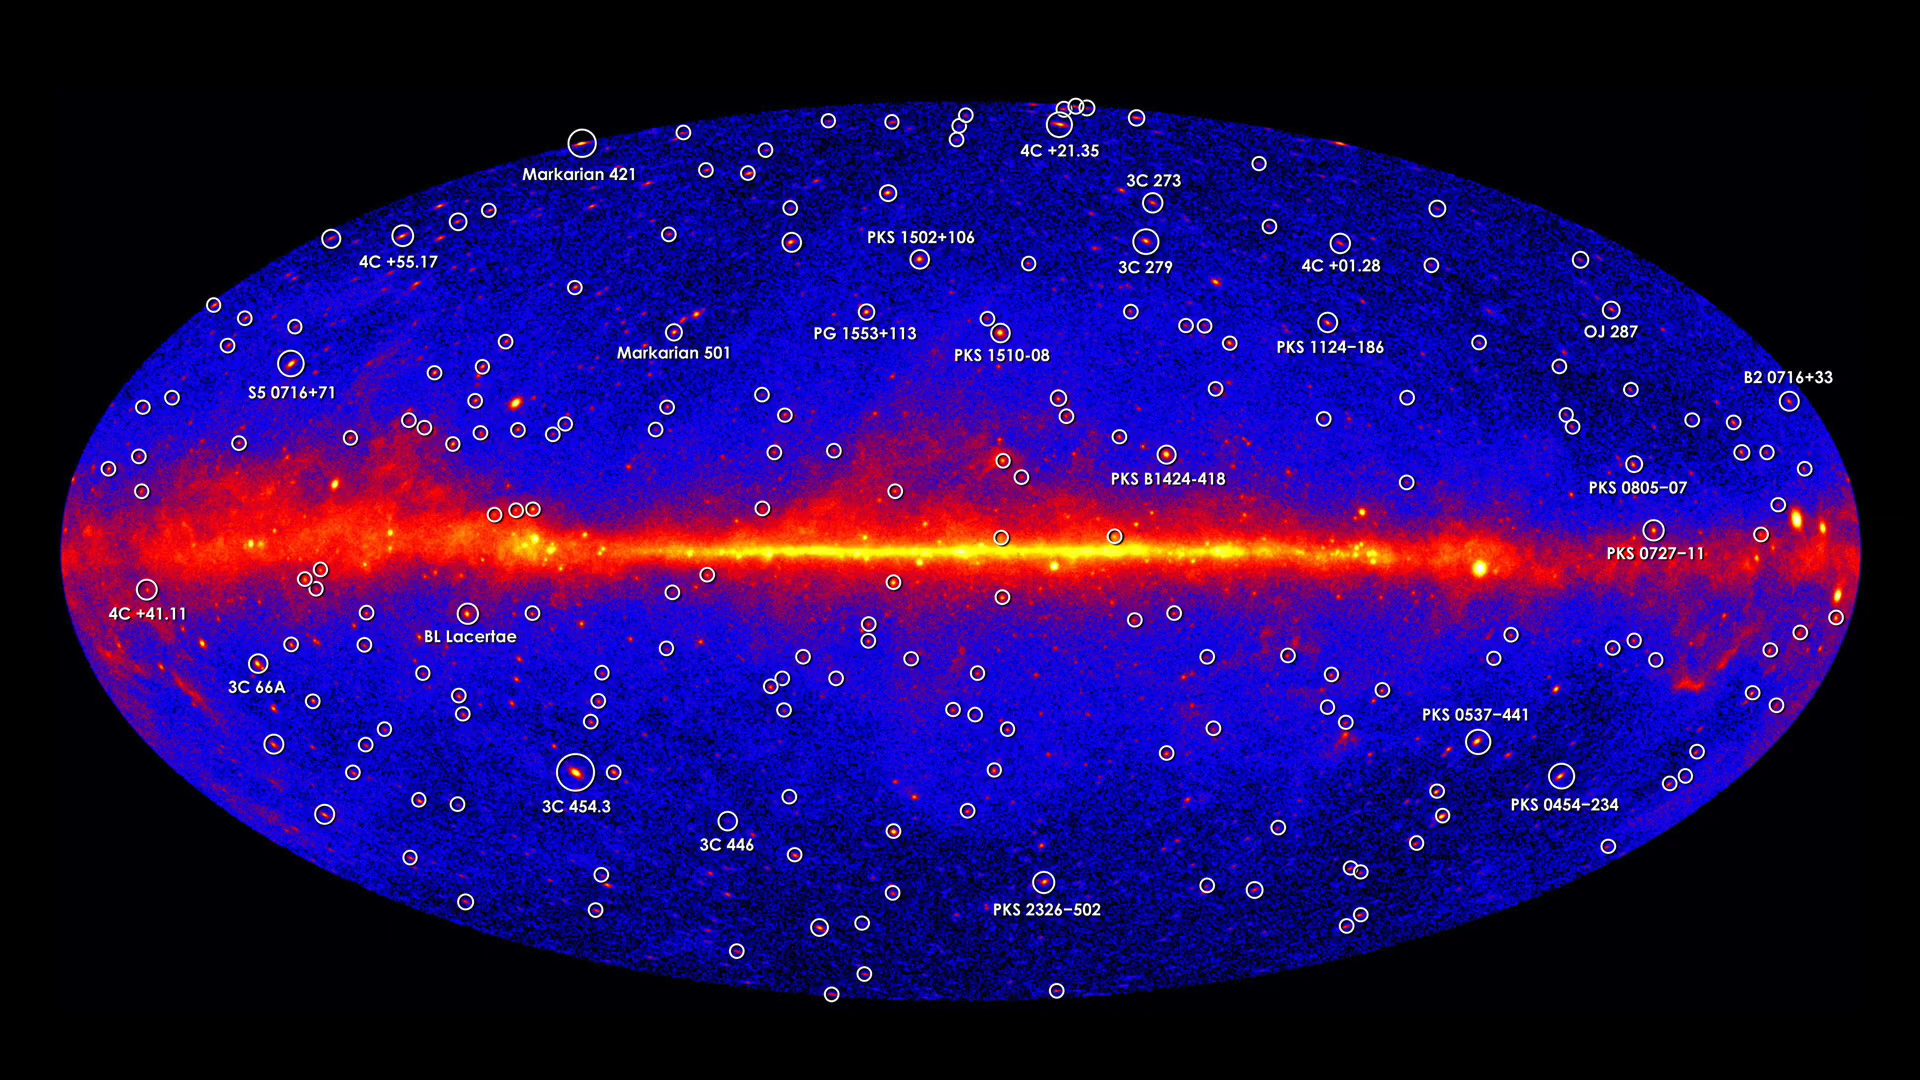 4C +21.35
Markarian 421
3C 273
PKS 1502+106
4C +55.17
3C 279
4C +01.28
PG 1553+113
OJ 287
Markarian 501
PKS 1510-08
PKS 1124−186
B2 0716+33
S5 0716+71
PKS B1424-418
PKS 0805−07
PKS 0727−11
4C +41.11
BL Lacertae
3C 66A
PKS 0537−441
3C 454.3
PKS 0454−234
3C 446
PKS 2326−502